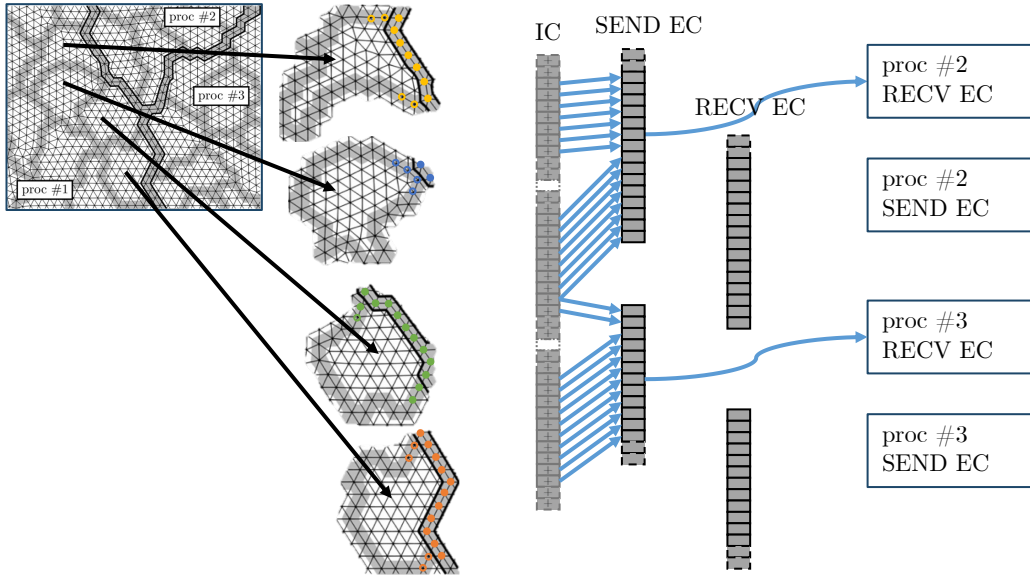 proc #2
proc #3
proc #1
IC
SEND EC
RECV EC
proc #2
RECV EC
proc #2
SEND EC
proc #3
RECV EC
proc #3
SEND EC